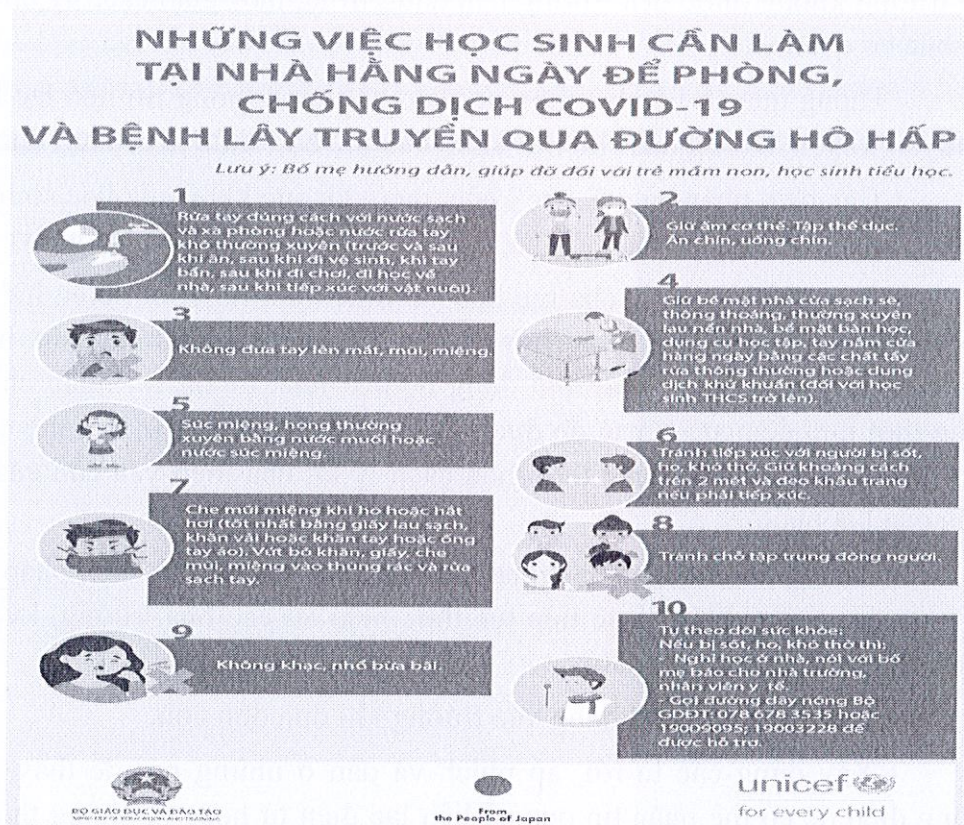 NHỮNG VIỆC HỌC SINH CẦN LÀM
TẠI NHÀ HẰNG NGÀY ĐỂ PHÒNG,
CHỐNG DỊCH COVID-19
VÀ BỆNH LÂY TRUYỀN QUA ĐƯỜNG HÔ HẤP
Lưu ý: Bố mẹ hướng dẫn, giúp đỡ đối với trẻ mầm non, học sinh tiểu học.
1
Rửa tay đúng cách với nước sạch
và xà phòng hoặc nước rửa tay
khô thường xuyên (trước và sau
khi ăn, sau khi đi vệ sinh, khi tay
bẩn, sau khi đi chơi, đi học về
nhà, sau khi tiếp xúc với vật nuôi).
2
Giữ ấm cơ thể. Tập thể dục.
Ăn chín, uống chín.
3
Không đưa tay lên mắt, mũi, miệng.
4
Giữ bề mặt nhà cửa sạch sẽ,
thông thoáng, thường xuyên
lau nền nhà, bề mặt bàn học,
dụng cụ học tập, tay nắm cửa
hàng ngày bằng các chất tẩy
rửa thông thường hoặc dung
dịch khử khuẩn (đối với học
sinh THCS trở lên).
5
Súc miệng, họng thường
xuyên bằng nước muối hoặc
nước súc miệng.
6
Tránh tiếp xúc với người bị sốt,
ho, khó thở. Giữ khoảng cách
trên 2 mét và đeo khẩu trang
nếu phải tiếp xúc.
7
Che mũi miệng khi ho hoặc hắt
hơi (tốt nhất bằng giấy lau sạch,
khăn vải hoặc khăn tay hoặc ống
tay áo). Vứt bỏ khăn, giấy, che
mũi, miệng vào thùng rác và rửa
sạch tay.
8
Tránh chỗ tập trung đông người.
9
Không khạc, nhổ bừa bãi.
10
Tự theo dõi sức khỏe:
Nếu bị sốt, ho, khó thở thì:
- Nghỉ học ở nhà, nói với bố
mẹ báo cho nhà trường,
nhân viên y tế.
- Gọi đường dây nóng Bộ
GDĐT: 078 678 3535 hoặc
19009095; 19003228 để
được hỗ trợ.
BỘ GIÁO DỤC VÀ ĐÀO TẠO
MINISTRY OF EDUCATION AND TRAINING
From
the People of Japan
unicef
for every child